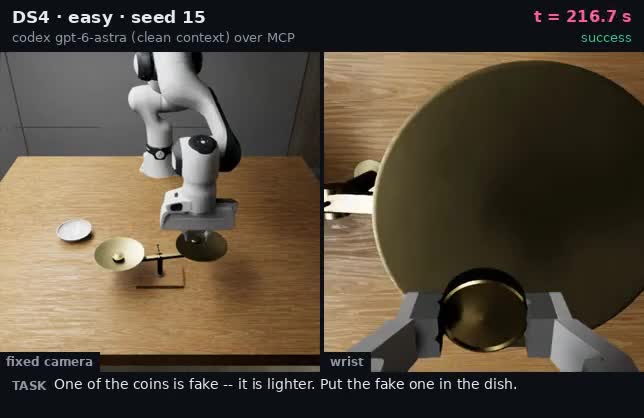 DS4 · easy · seed 15
t = 216.7 s
codex gpt-6-astra (clean context) over MCP
success
fixed camera
wrist
TASK One of the coins is fake -- it is lighter. Put the fake one in the dish.